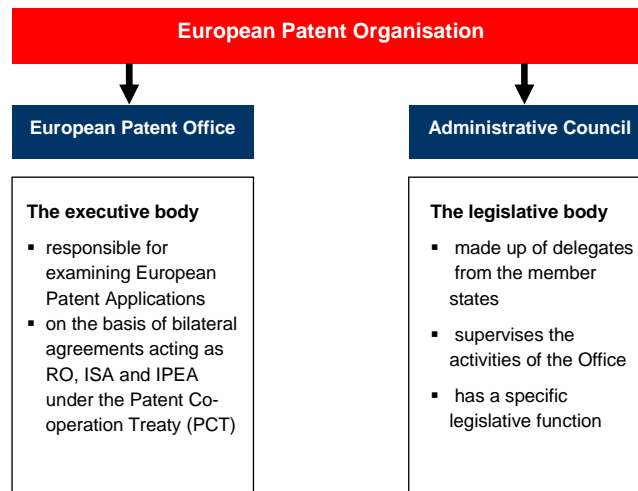 European Patent Organisation
European Patent Office
Administrative Council
The executive body
▪ responsible for
examining European
Patent Applications
▪ on the basis of bilateral
agreements acting as
RO, ISA and IPEA
under the Patent Co-
operation Treaty (PCT)
The legislative body
▪ made up of delegates
from the member
states
▪ supervises the
activities of the Office
▪ has a specific
legislative function